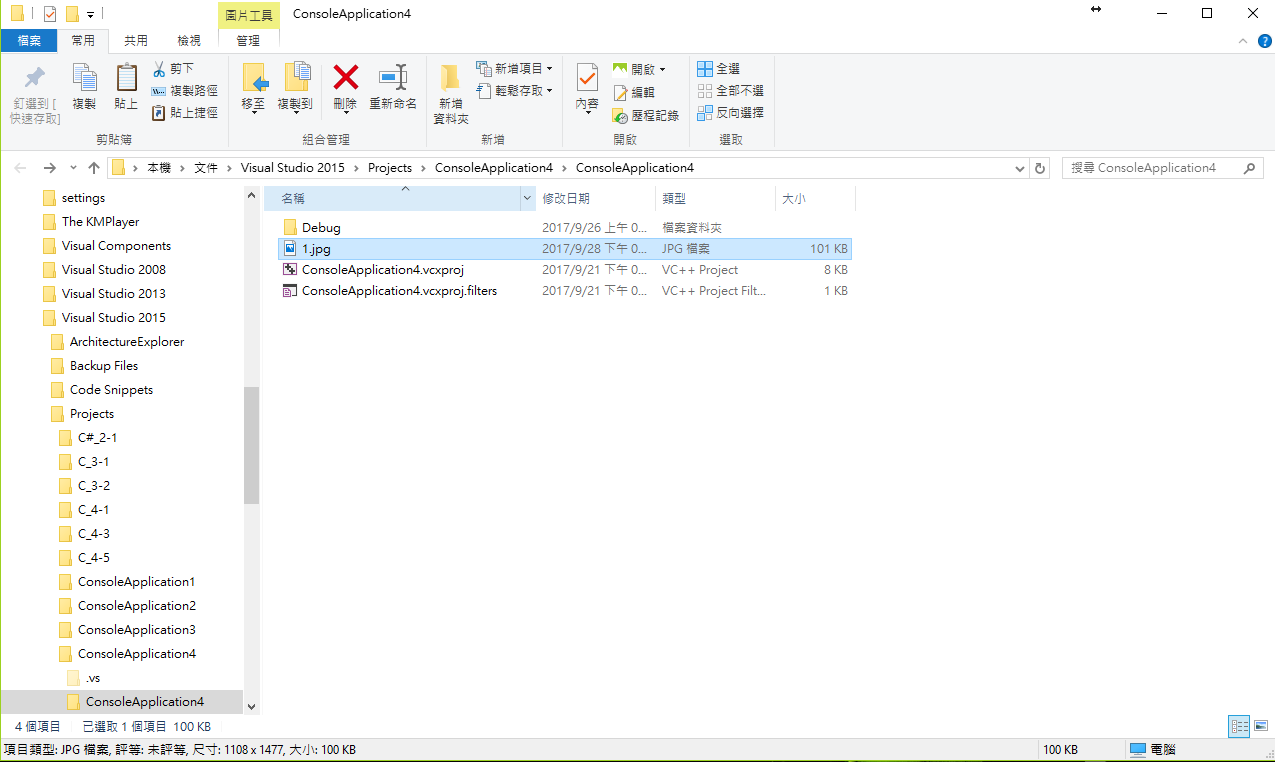 圖片工具 ConsoleApplication4
檔案 常用 共用 檢視 管理
釘選到 [快速存取]
複製
貼上
剪下
複製路徑
貼上捷徑
剪貼簿
移至
複製到
刪除
重新命名
組合管理
新增
資料夾
新增項目
輕鬆存取
新增
內容
開啟
編輯
歷程記錄
開啟
全選
全部不選
反向選擇
選取
本機 › 文件 › Visual Studio 2015 › Projects › ConsoleApplication4 › ConsoleApplication4
搜尋 ConsoleApplication4
settings
The KMPlayer
Visual Components
Visual Studio 2008
Visual Studio 2013
Visual Studio 2015
ArchitectureExplorer
Backup Files
Code Snippets
Projects
C#_2-1
C_3-1
C_3-2
C_4-1
C_4-3
C_4-5
ConsoleApplication1
ConsoleApplication2
ConsoleApplication3
ConsoleApplication4
.vs
ConsoleApplication4
名稱 修改日期 類型 大小
Debug 2017/9/26 上午 0... 檔案資料夾
1.jpg 2017/9/28 下午 0... JPG 檔案 101 KB
ConsoleApplication4.vcxproj 2017/9/21 下午 0... VC++ Project 8 KB
ConsoleApplication4.vcxproj.filters 2017/9/21 下午 0... VC++ Project Filt... 1 KB
4 個項目 已選取 1 個項目 100 KB
項目類型: JPG 檔案, 評等: 未評等, 尺寸: 1108 x 1477, 大小: 100 KB 100 KB 電腦